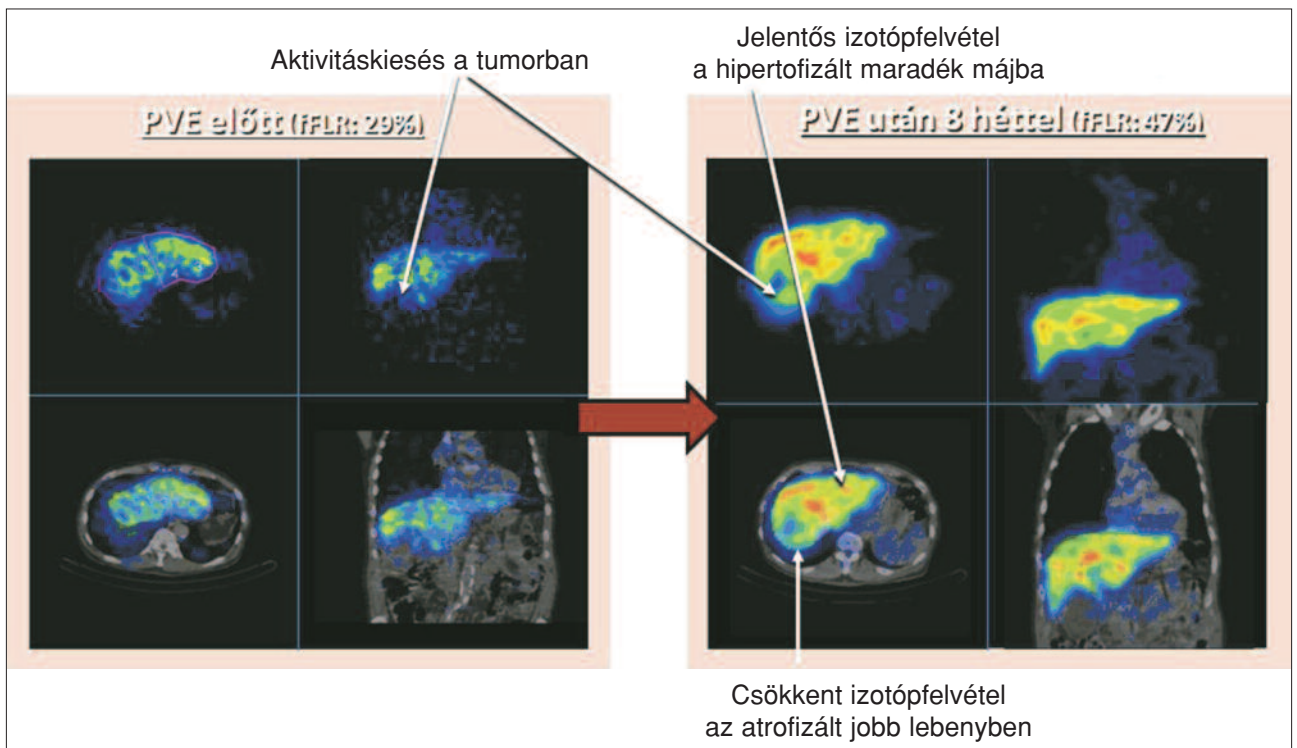 Aktivitáskiesés a tumorban
Jelentős izotópfelvétel
a hipertofizált maradék májba
PVE előtt (fFLR: 29%)
PVE után 8 héttel (fFLR: 47%)
Csökkent izotópfelvétel
az atrofizált jobb lebenyben